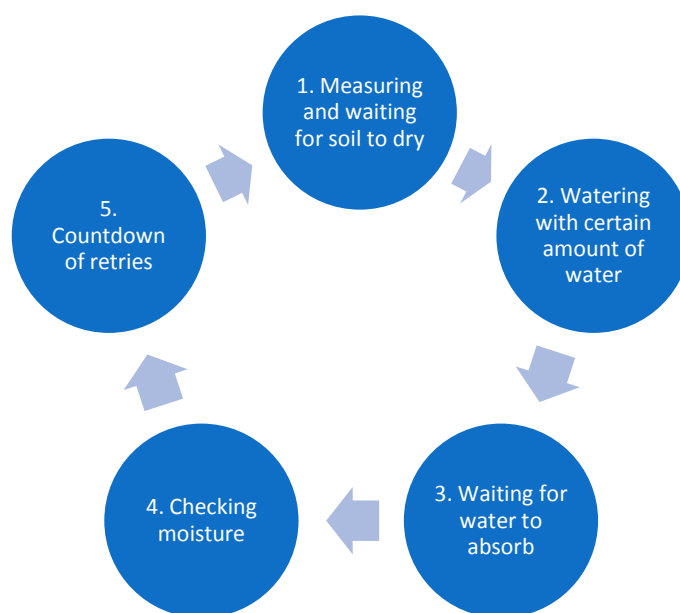 1. Measuring
and waiting
for soil to dry
2. Watering
with certain
amount of
water
3. Waiting for
water to
absorb
4. Checking
moisture
5.
Countdown
of retries